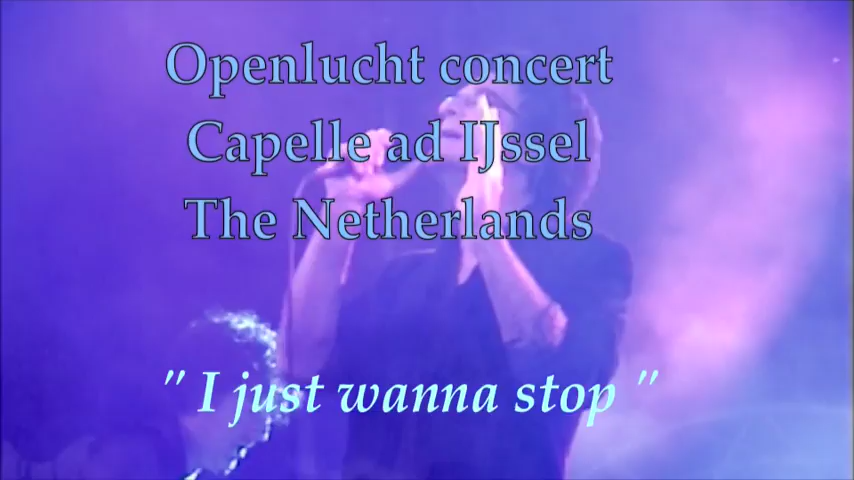 Openlucht concert
Capelle ad IJssel
The Netherlands
" I just wanna stop "